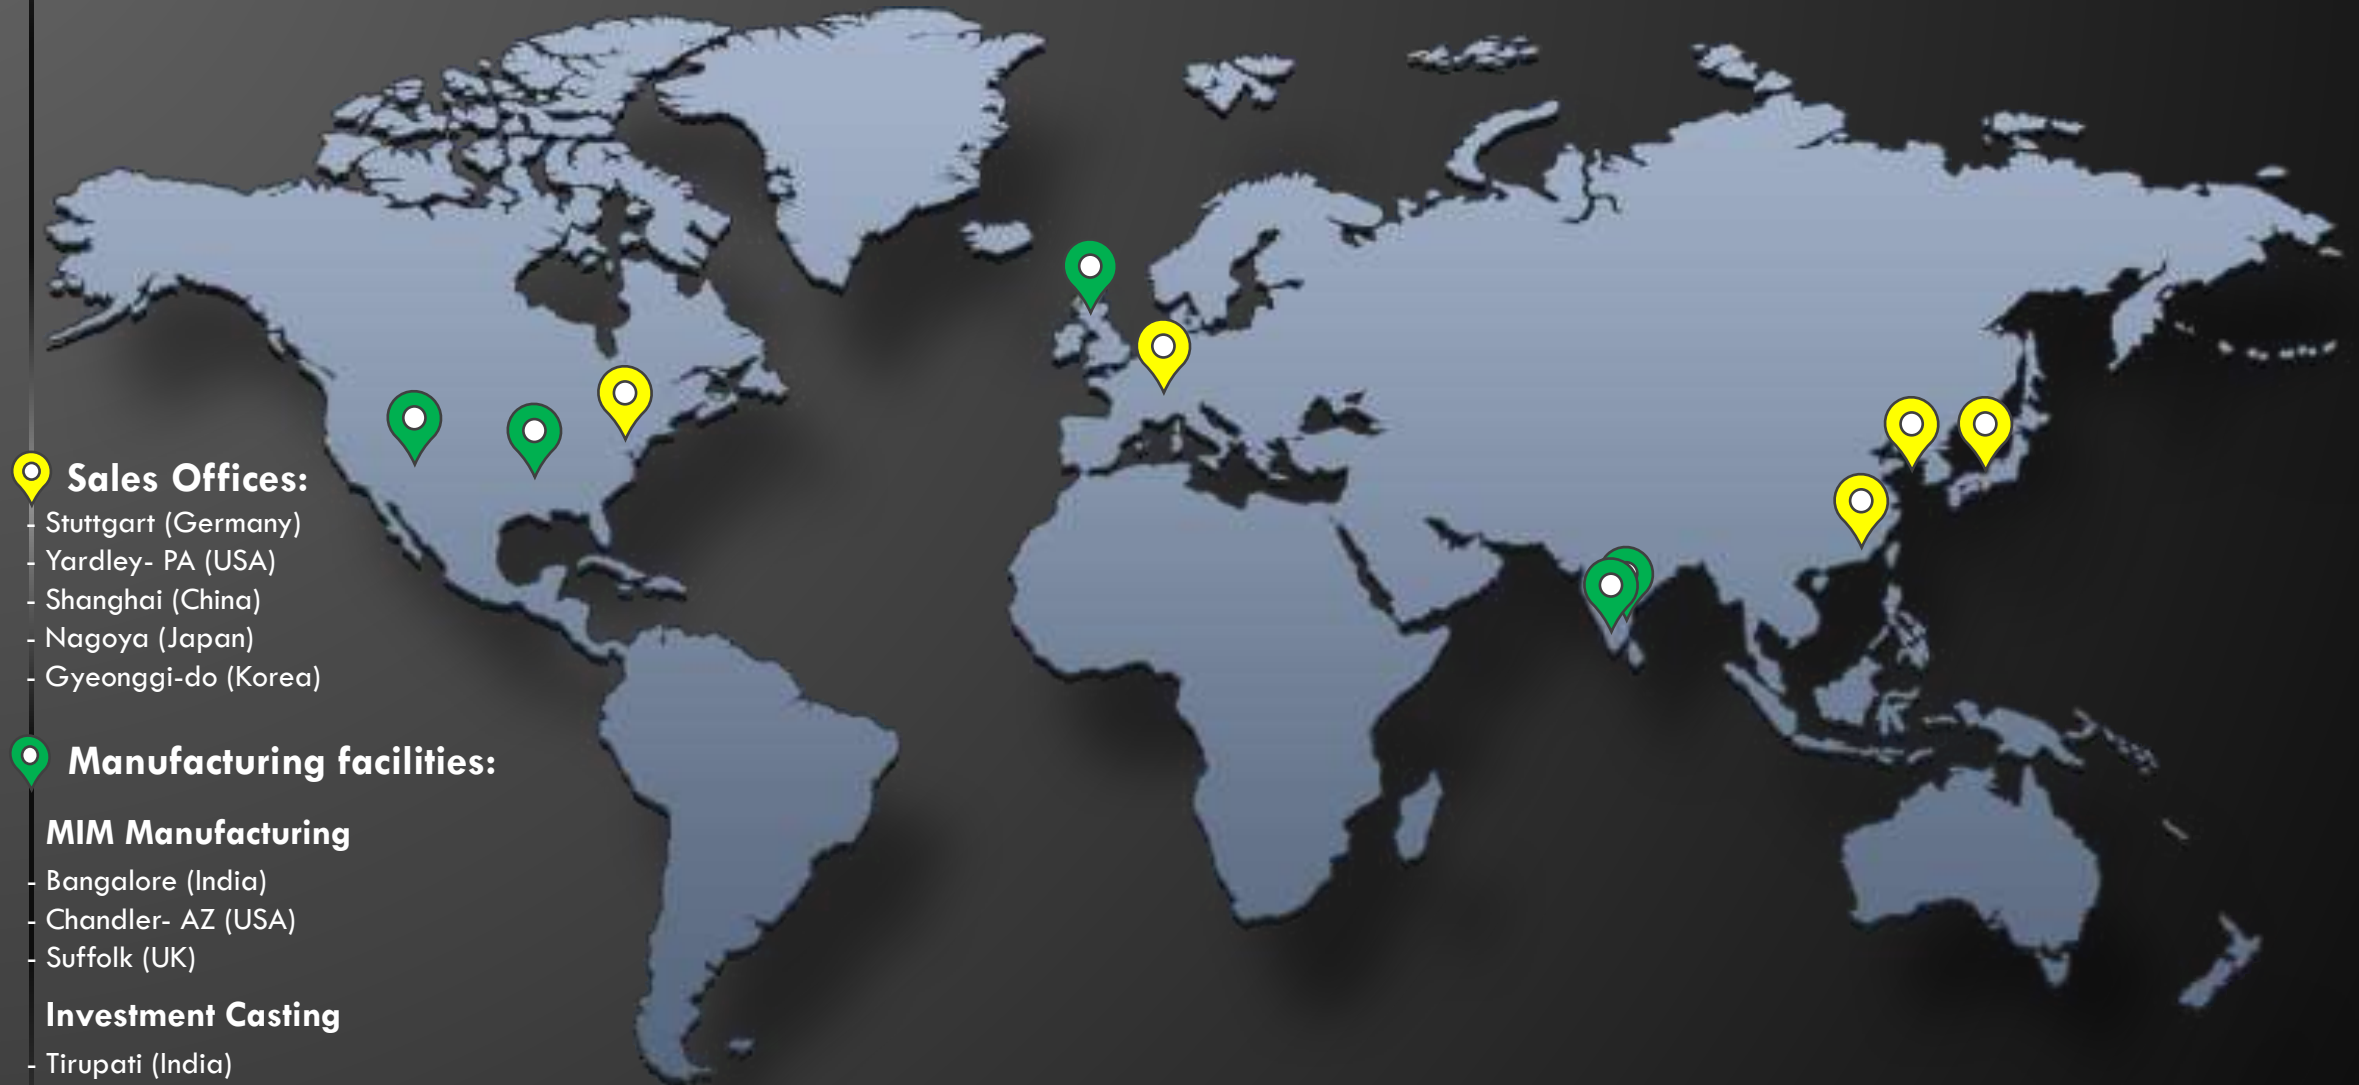 Sales Offices:
- Stuttgart (Germany)
- Yardley- PA (USA)
- Shanghai (China)
- Nagoya (Japan)
- Gyeonggi-do (Korea)
Manufacturing facilities:
MIM Manufacturing
- Bangalore (India)
- Chandler- AZ (USA)
- Suffolk (UK)
Investment Casting
- Tirupati (India)